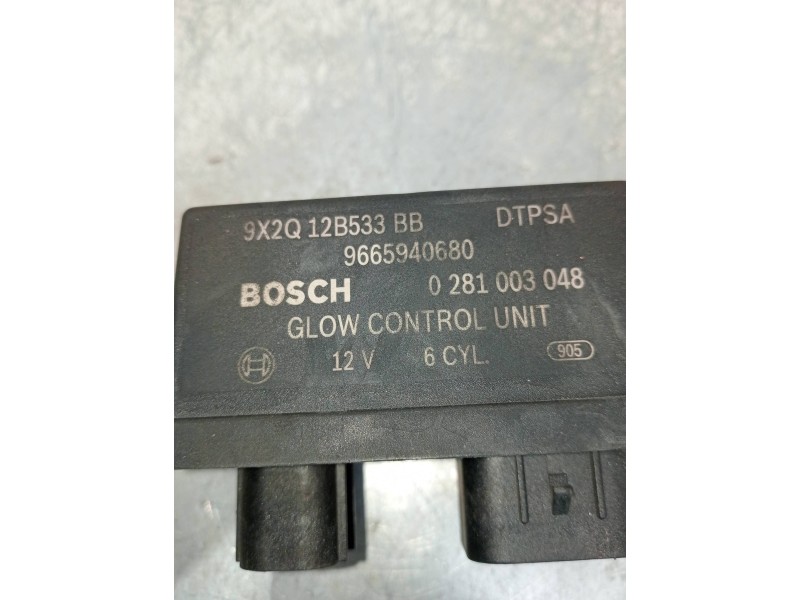 9X2Q 12B533 BB DTPSA
9665940680
BOSCH 0 281 003 048
GLOW CONTROL UNIT
12 V 6 CYL. 905